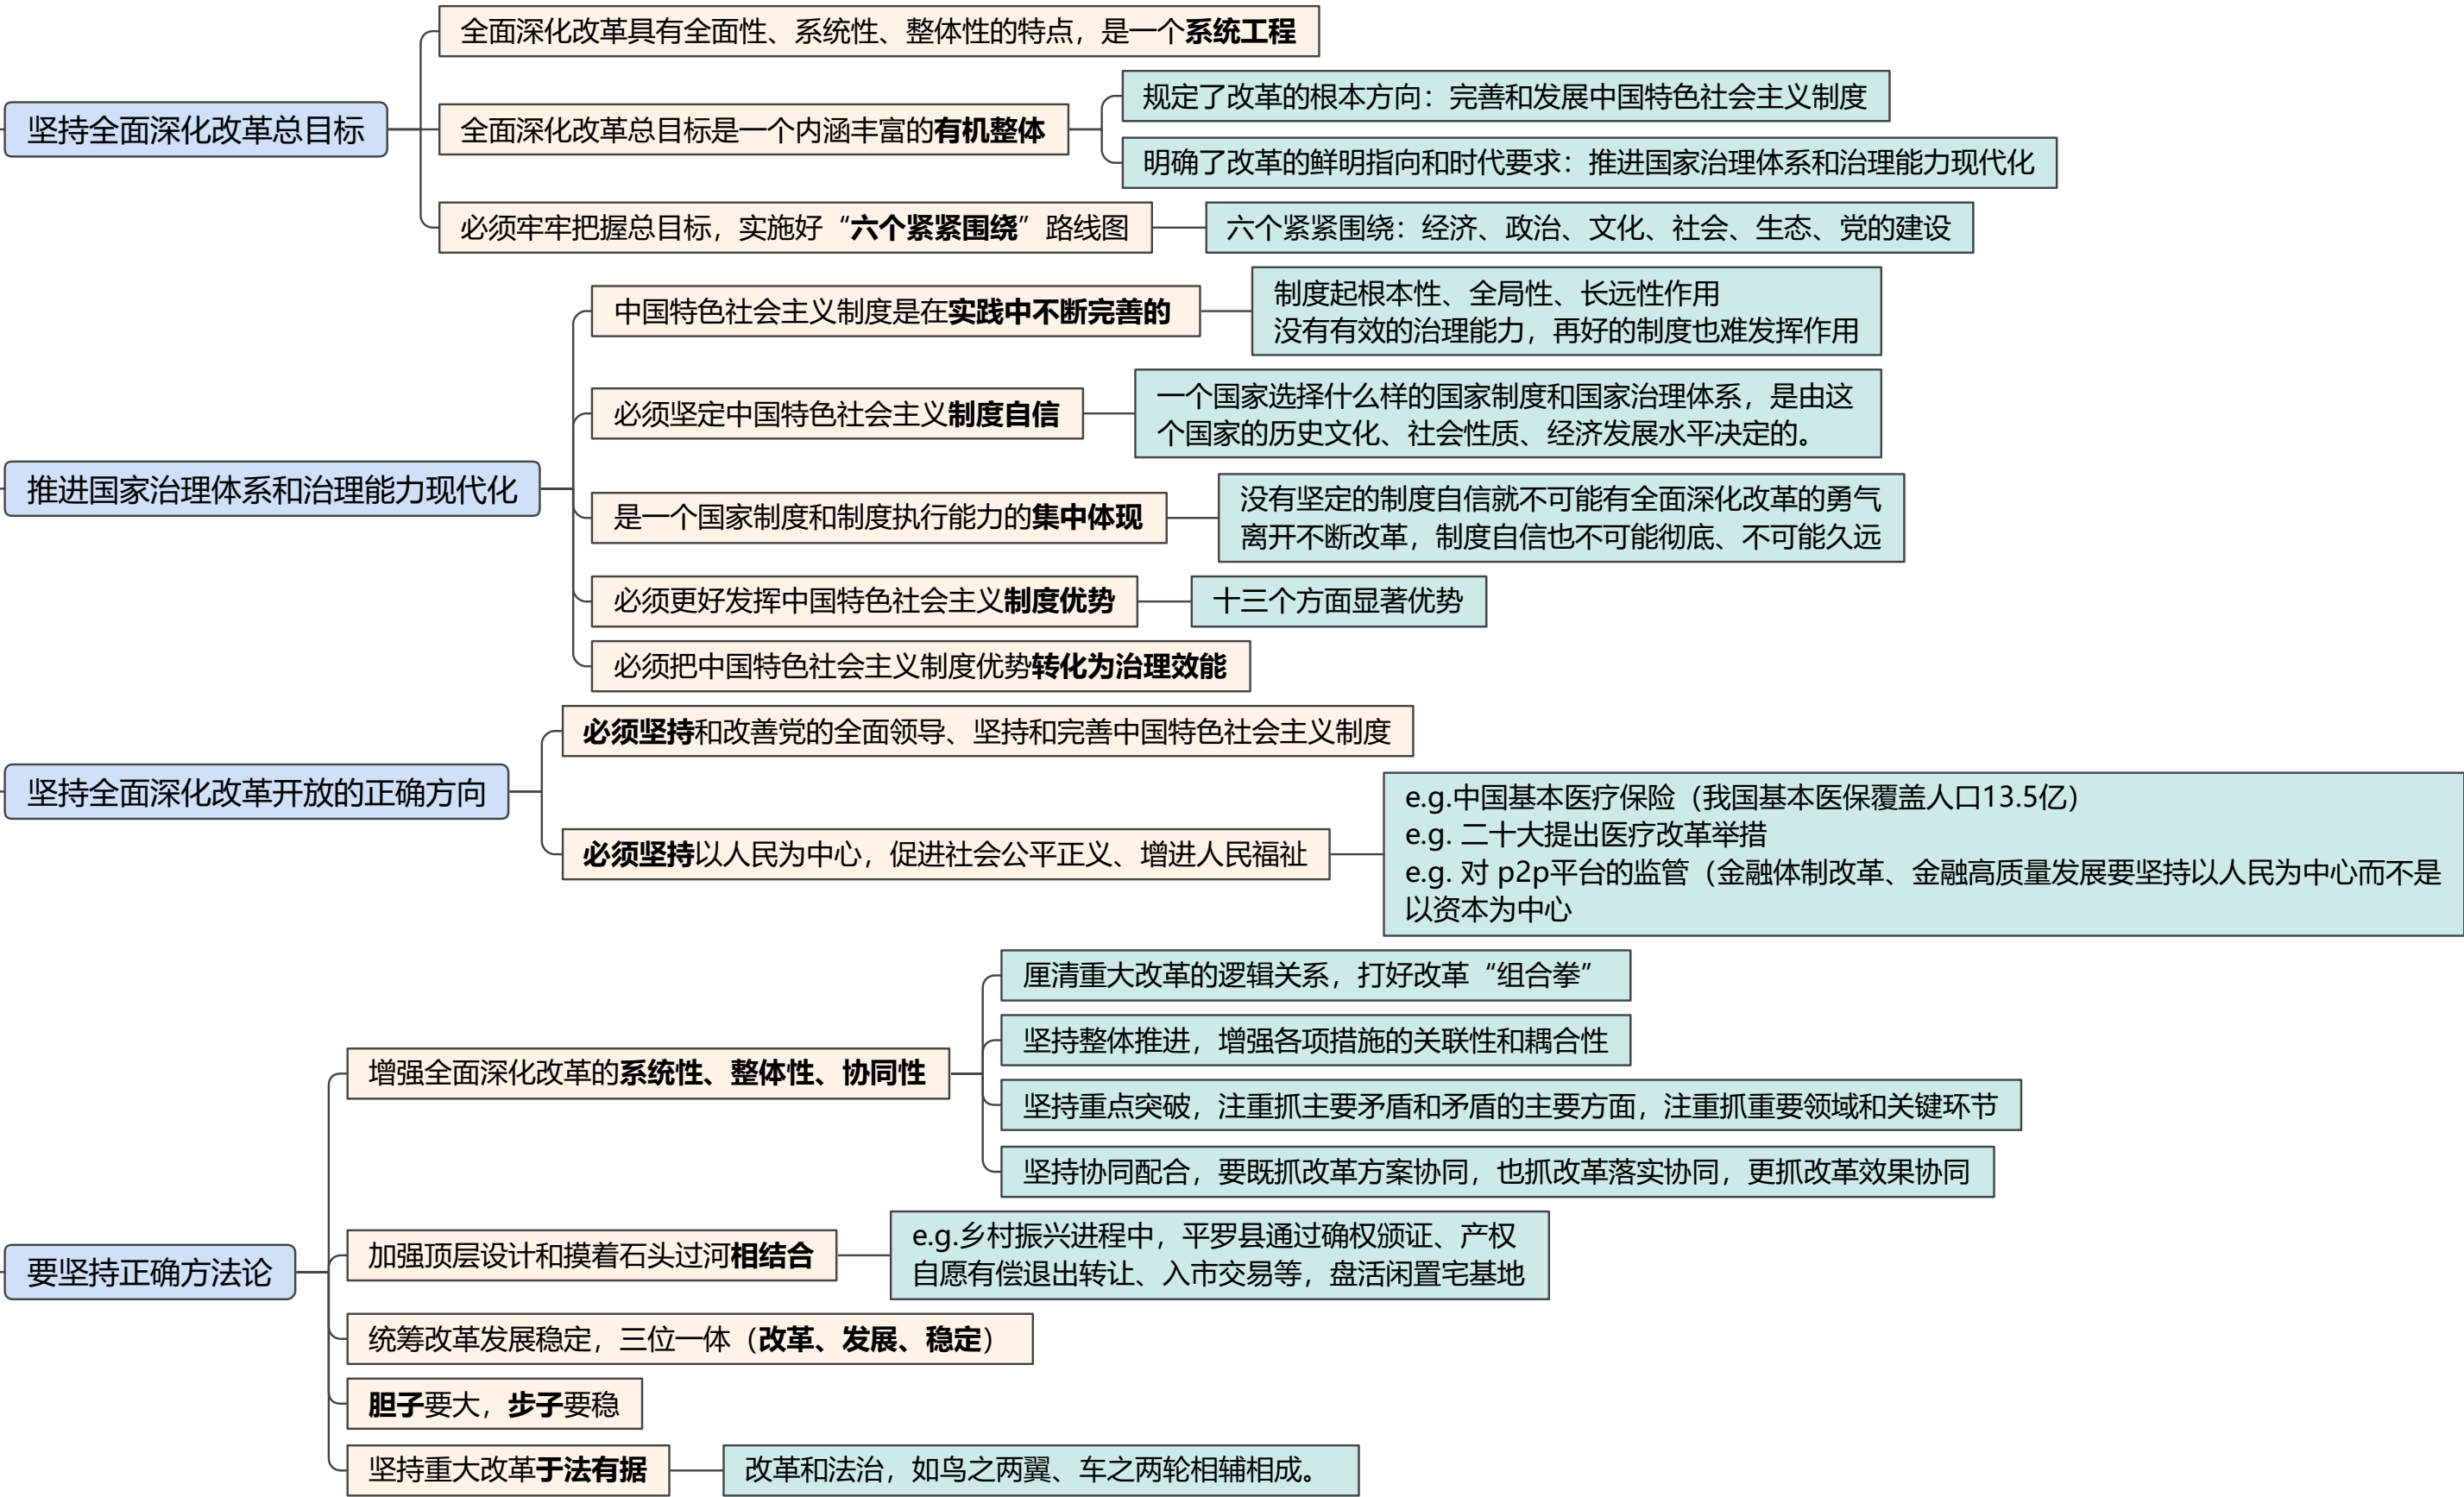 坚持全面深化改革总目标
全面深化改革具有全面性、系统性、整体性的特点，是一个系统工程
全面深化改革总目标是一个内涵丰富的有机整体
规定了改革的根本方向：完善和发展中国特色社会主义制度
明确了改革的鲜明指向和时代要求：推进国家治理体系和治理能力现代化
必须牢牢把握总目标，实施好“六个紧紧围绕”路线图
六个紧紧围绕：经济、政治、文化、社会、生态、党的建设
推进国家治理体系和治理能力现代化
中国特色社会主义制度是在实践中不断完善的
制度起根本性、全局性、长远性作用
没有有效的治理能力，再好的制度也难发挥作用
必须坚定中国特色社会主义制度自信
一个国家选择什么样的国家制度和国家治理体系，是由这
个国家的历史文化、社会性质、经济发展水平决定的。
是一个国家制度和制度执行能力的集中体现
没有坚定的制度自信就不可能有全面深化改革的勇气
离开不断改革，制度自信也不可能彻底、不可能久远
必须更好发挥中国特色社会主义制度优势
十三个方面显著优势
必须把中国特色社会主义制度优势转化为治理效能
坚持全面深化改革开放的正确方向
必须坚持和改善党的全面领导、坚持和完善中国特色社会主义制度
必须坚持以人民为中心，促进社会公平正义、增进人民福祉
e.g.中国基本医疗保险（我国基本医保覆盖人口13.5亿）
e.g. 二十大提出医疗改革举措
e.g. 对 p2p平台的监管（金融体制改革、金融高质量发展要坚持以人民为中心而不是
以资本为中心
要坚持正确方法论
增强全面深化改革的系统性、整体性、协同性
厘清重大改革的逻辑关系，打好改革“组合拳”
坚持整体推进，增强各项措施的关联性和耦合性
坚持重点突破，注重抓主要矛盾和矛盾的主要方面，注重抓重要领域和关键环节
坚持协同配合，要既抓改革方案协同，也抓改革落实协同，更抓改革效果协同
加强顶层设计和摸着石头过河相结合
e.g.乡村振兴进程中，平罗县通过确权颁证、产权
自愿有偿退出转让、入市交易等，盘活闲置宅基地
统筹改革发展稳定，三位一体（改革、发展、稳定）
胆子要大，步子要稳
坚持重大改革于法有据
改革和法治，如鸟之两翼、车之两轮相辅相成。